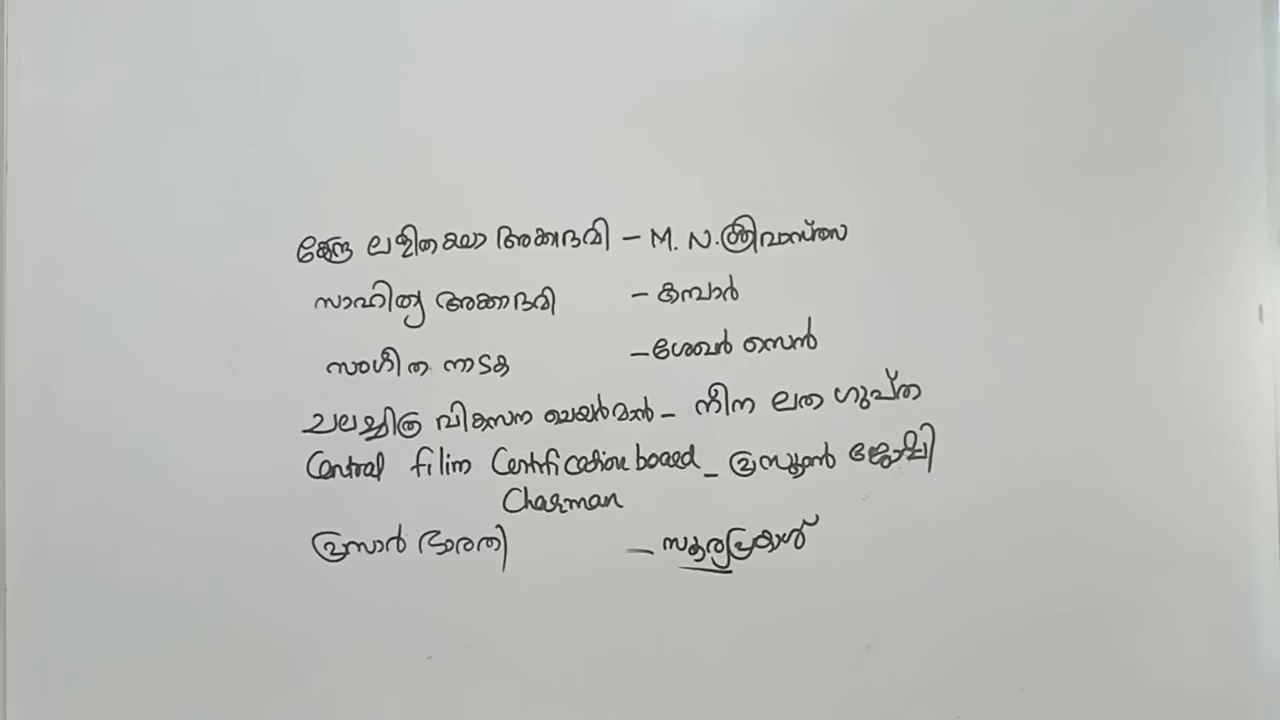 കേന്ദ്ര ലളിതകലാ അക്കാദമി – M. N. ശ്രീവാസ്തവ
സാഹിത്യ അക്കാദമി – കമ്പാർ
സംഗീത നാടക – ശേഖർ സെൻ
ചലച്ചിത്ര വികസന ചെയർമാൻ – നീന ലത ഗുപ്ത
Central film Certification board – പ്രസൂൺ ജോഷി
Chairman
പ്രസാർ ഭാരതി – സൂര്യപ്രകാശ്